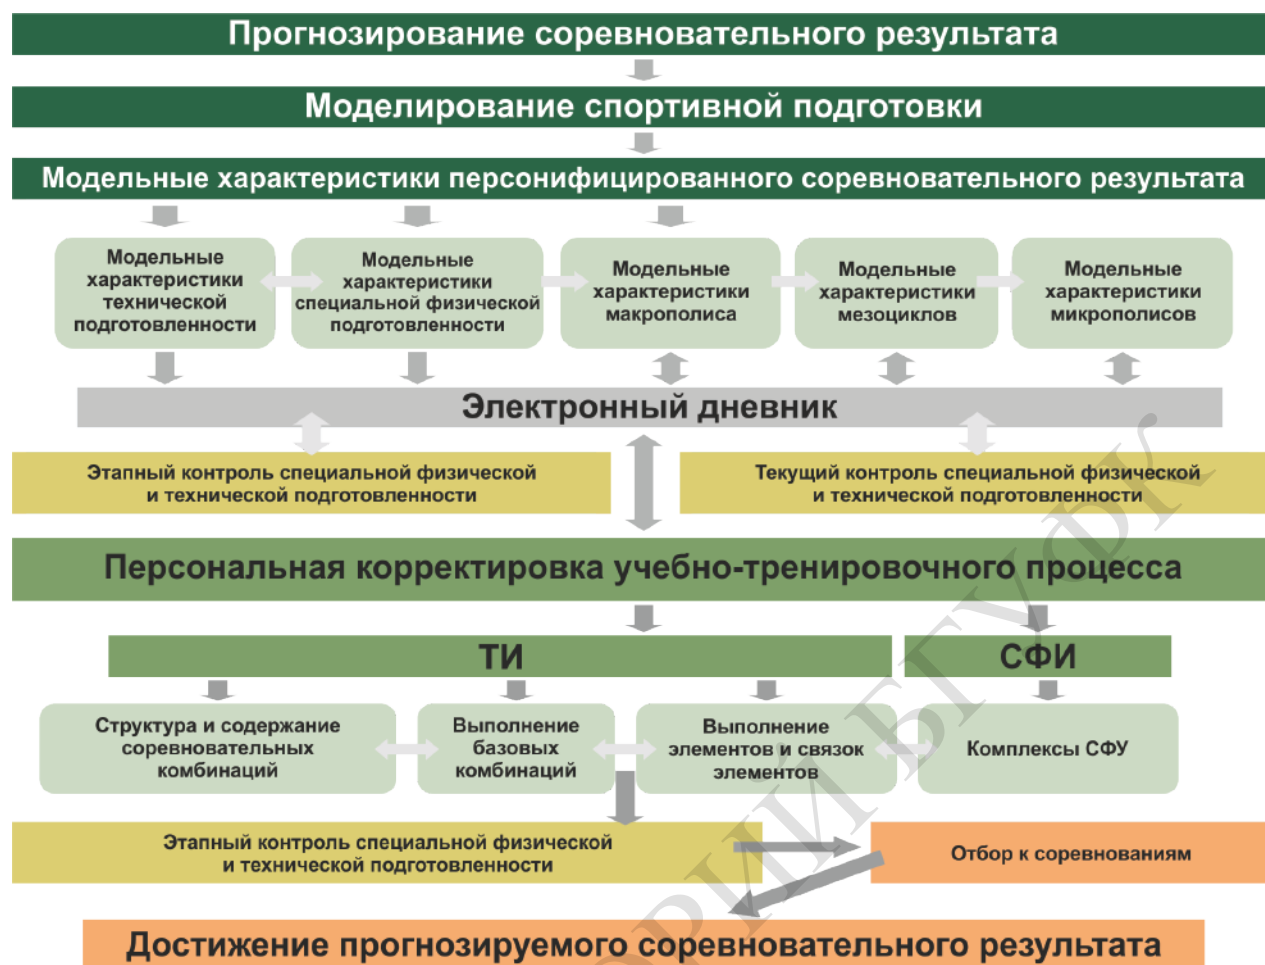 Прогнозирование соревновательного результата
Моделирование спортивной подготовки
Модельные характеристики персонифицированного соревновательного результата
Модельные
характеристики
технической
подготовленности
Модельные
характеристики
специальной физической
подготовленности
Модельные
характеристики
макрополиса
Модельные
характеристики
мезоциклов
Модельные
характеристики
микрополисов
Электронный дневник
Этапный контроль специальной физической
и технической подготовленности
Текущий контроль специальной физической
и технической подготовленности
Персональная корректировка учебно-тренировочного процесса
ТИ
СФИ
Структура и содержание
соревновательных
комбинаций
Выполнение
базовых
комбинаций
Выполнение
элементов и связок
элементов
Комплексы СФУ
Этапный контроль специальной физической
и технической подготовленности
Отбор к соревнованиям
Достижение прогнозируемого соревновательного результата
ОРИЙ БГУФК